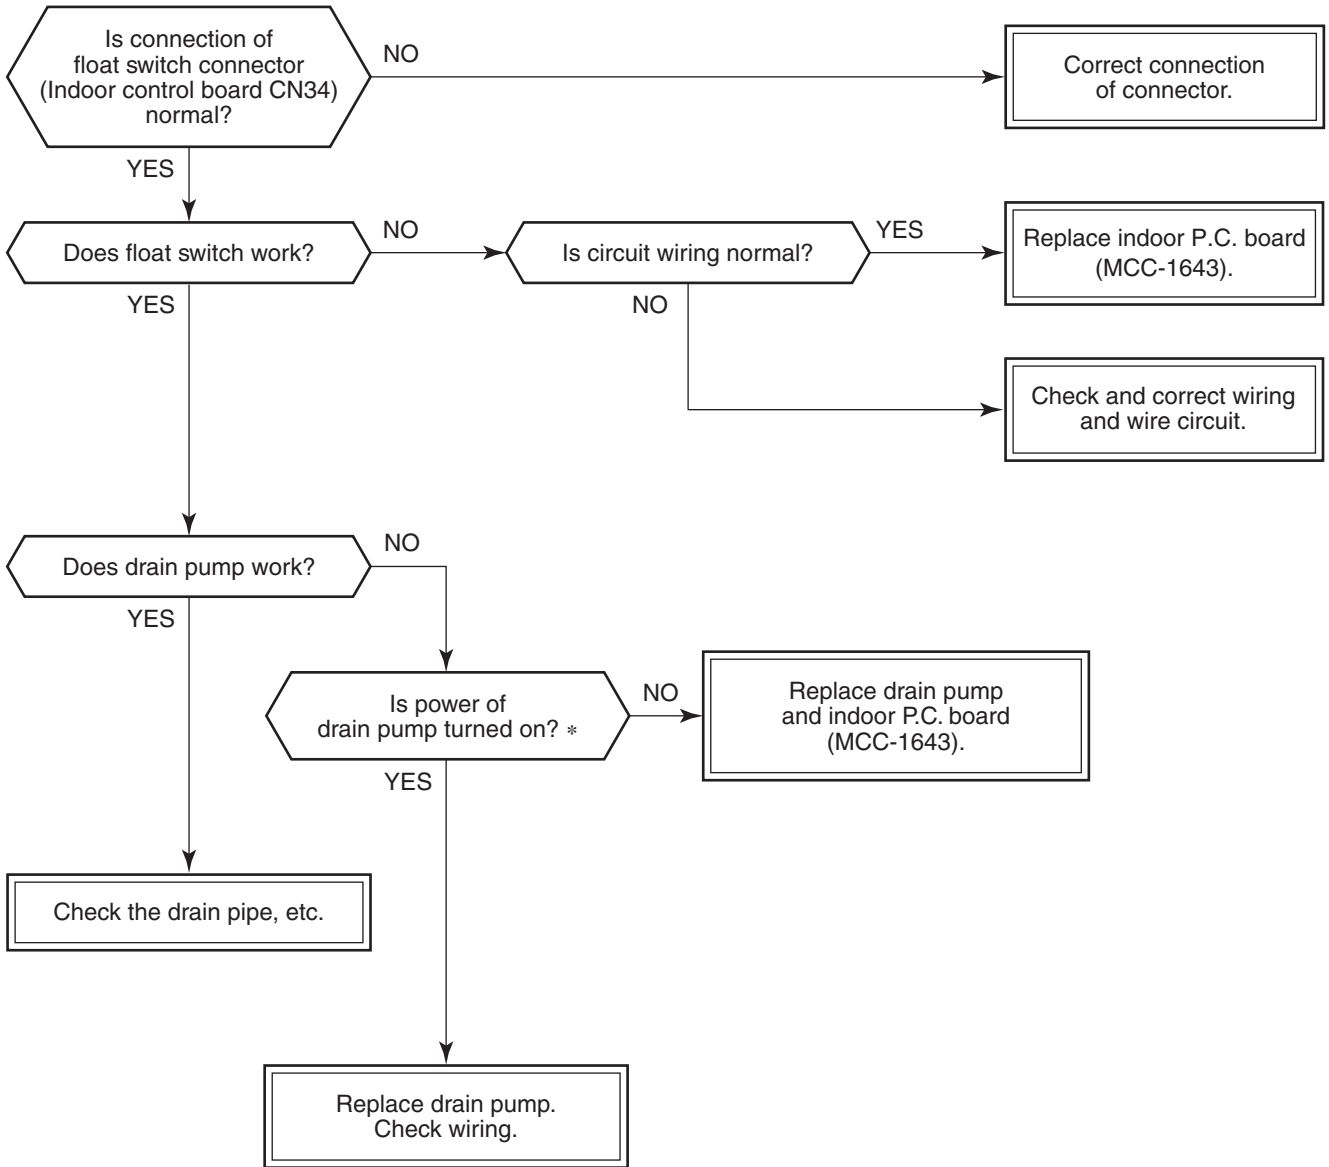 Is connection of
float switch connector
(Indoor control board CN34)
normal?
NO
Correct connection
of connector.
YES
Does float switch work?
NO
Is circuit wiring normal?
YES
Replace indoor P.C. board
(MCC-1643).
YES
NO
Check and correct wiring
and wire circuit.
Does drain pump work?
NO
YES
Is power of
drain pump turned on? *
NO
Replace drain pump
and indoor P.C. board
(MCC-1643).
YES
Check the drain pipe, etc.
Replace drain pump.
Check wiring.